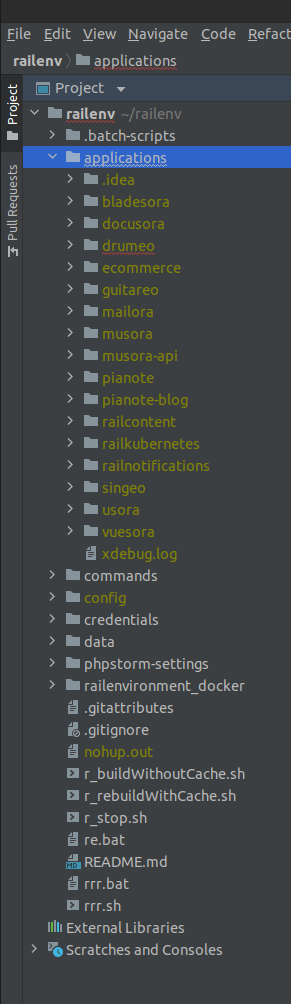 File Edit View Navigate Code Refact
railenv applications
Project
Project
Pull Requests
railenv ~/railenv
.batch-scripts
applications
.idea
bladesora
docusora
drumeo
ecommerce
guitareo
mailora
musora
musora-api
pianote
pianote-blog
railcontent
railkubernetes
railnotifications
singeo
usora
vuesora
xdebug.log
commands
config
credentials
data
phpstorm-settings
railenvironment_docker
.gitattributes
.gitignore
nohup.out
r_buildWithoutCache.sh
r_rebuildWithCache.sh
r_stop.sh
re.bat
MD README.md
rrr.bat
rrr.sh
External Libraries
Scratches and Consoles